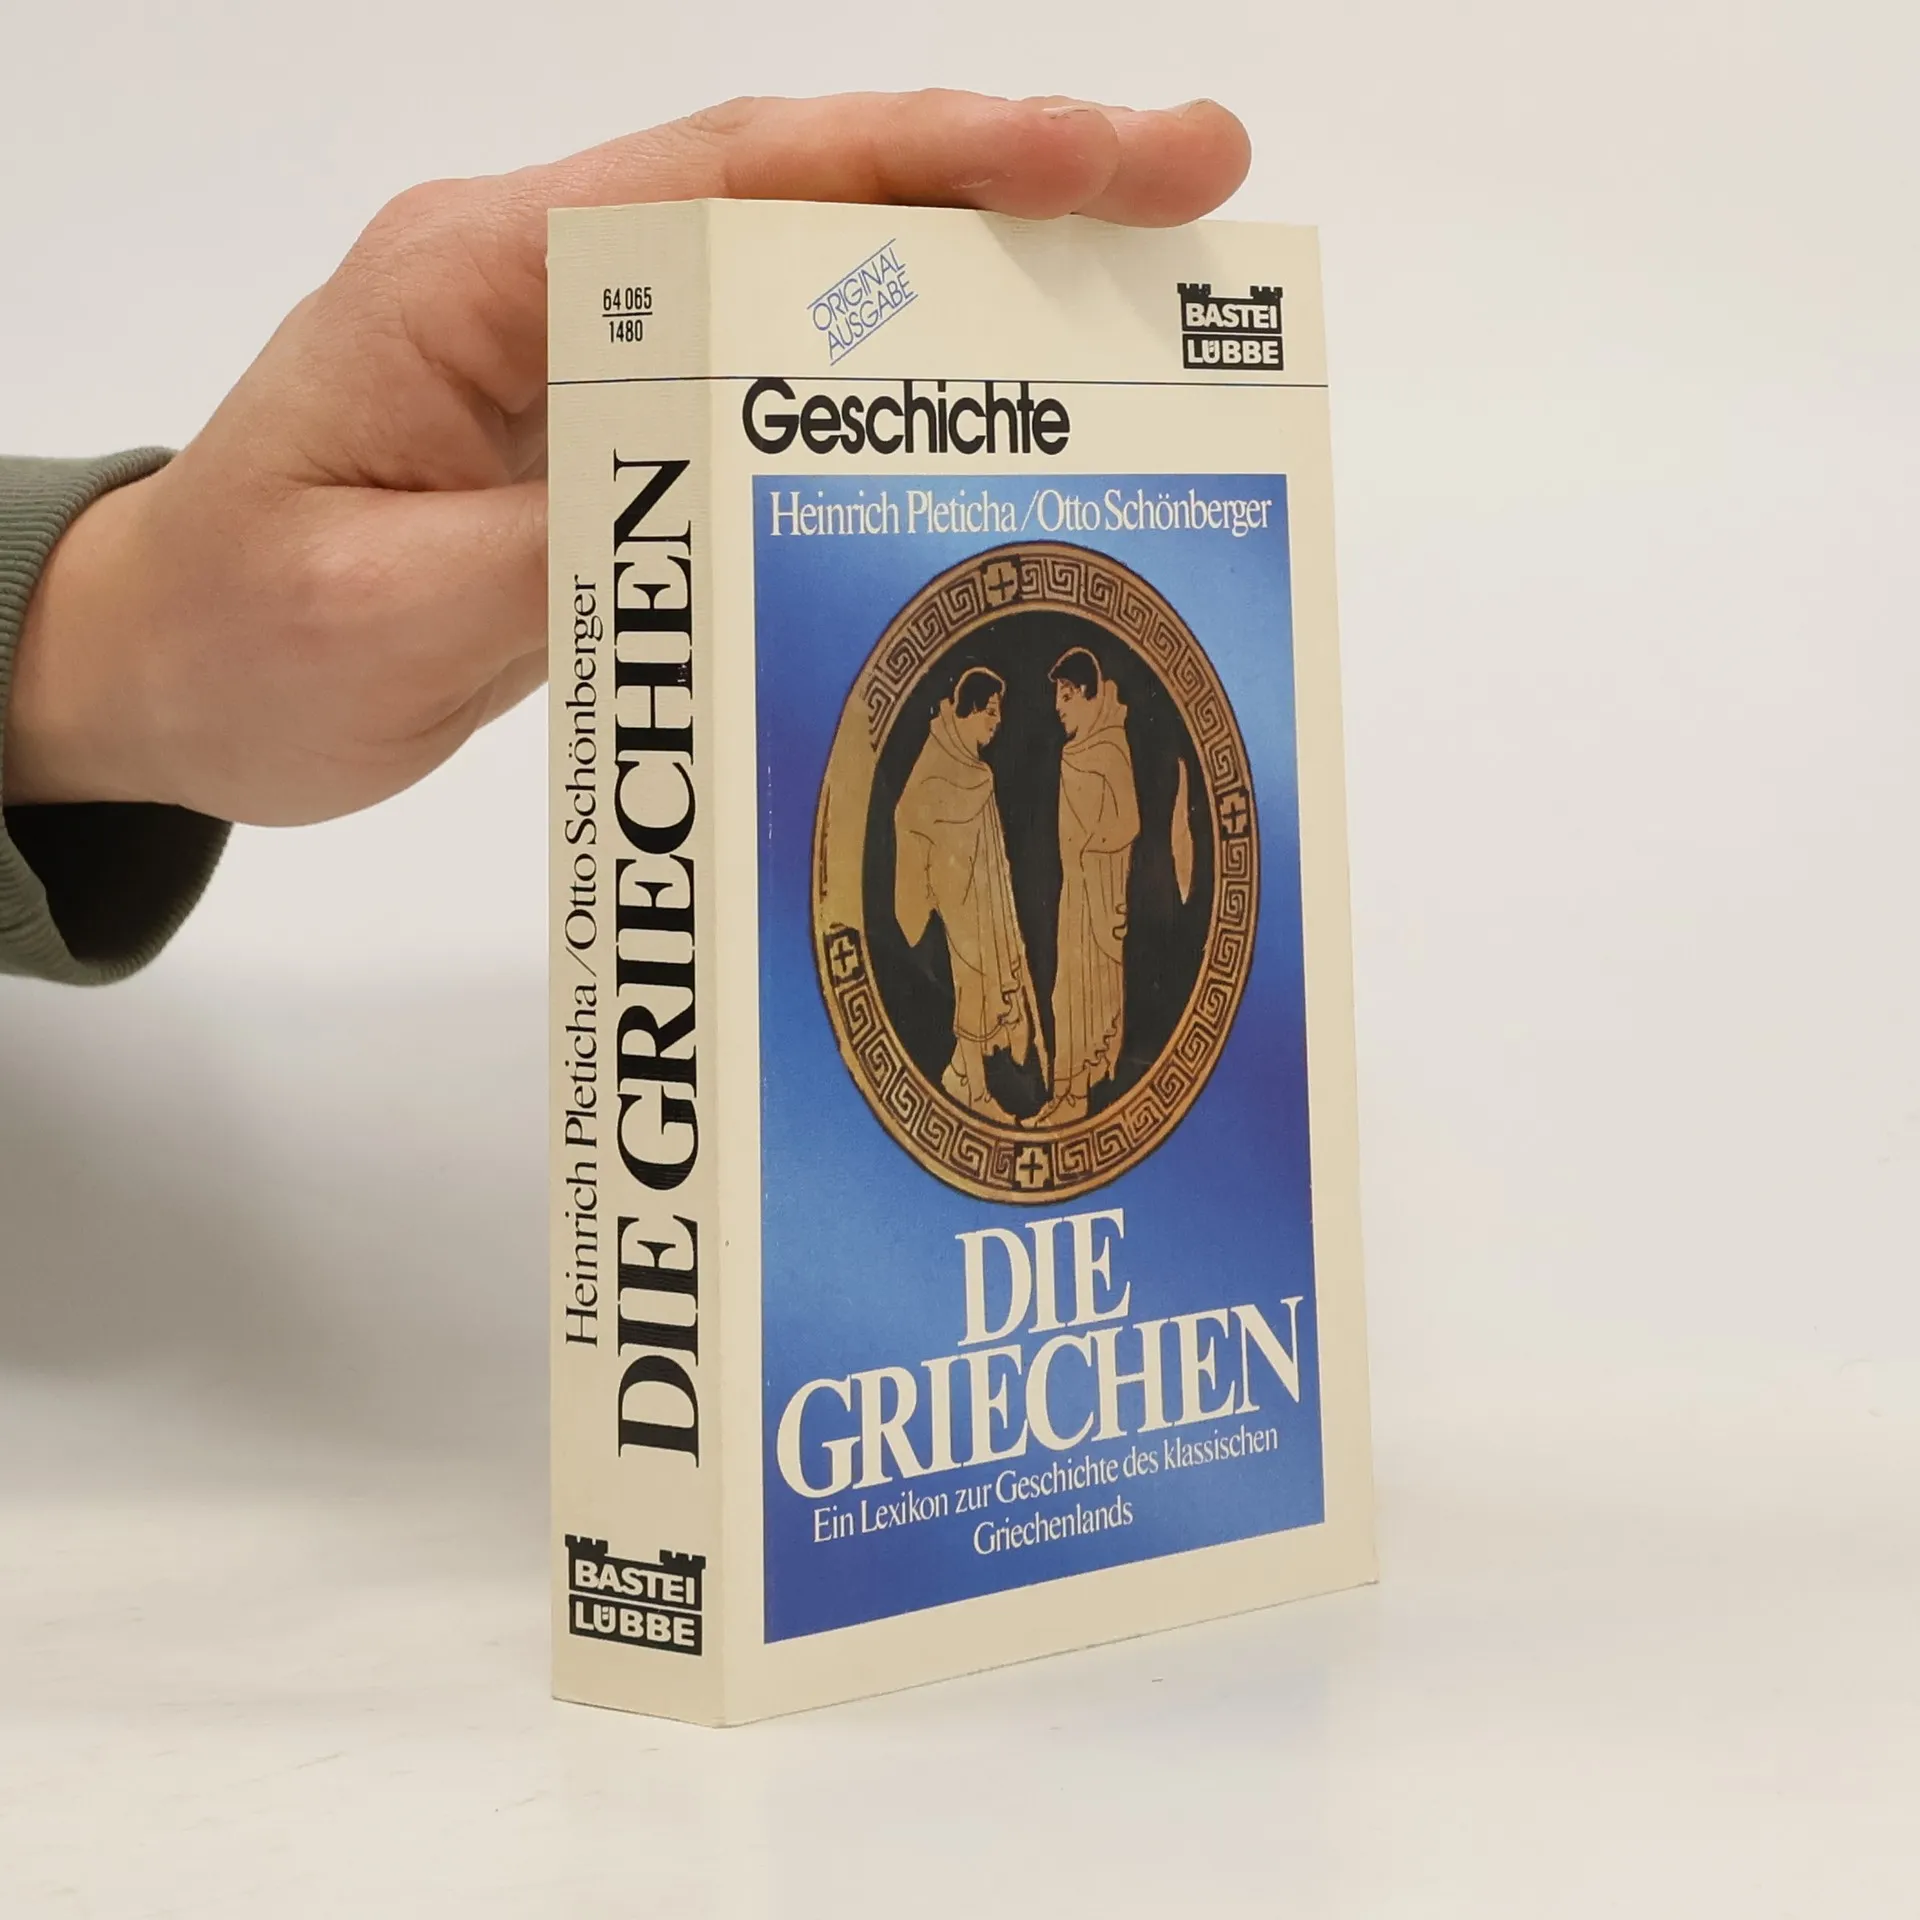 64 065
1480
Heinrich Pleticha/Otto Schönberger
DIE GRIECHEN
BASTEI
LÜBBE
ORIGINAL
AUSGABE
BASTEI
LÜBBE
Geschichte
Heinrich Pleticha/Otto Schönberger
DIE
GRIECHEN
Ein Lexikon zur Geschichte des klassischen
Griechenlands